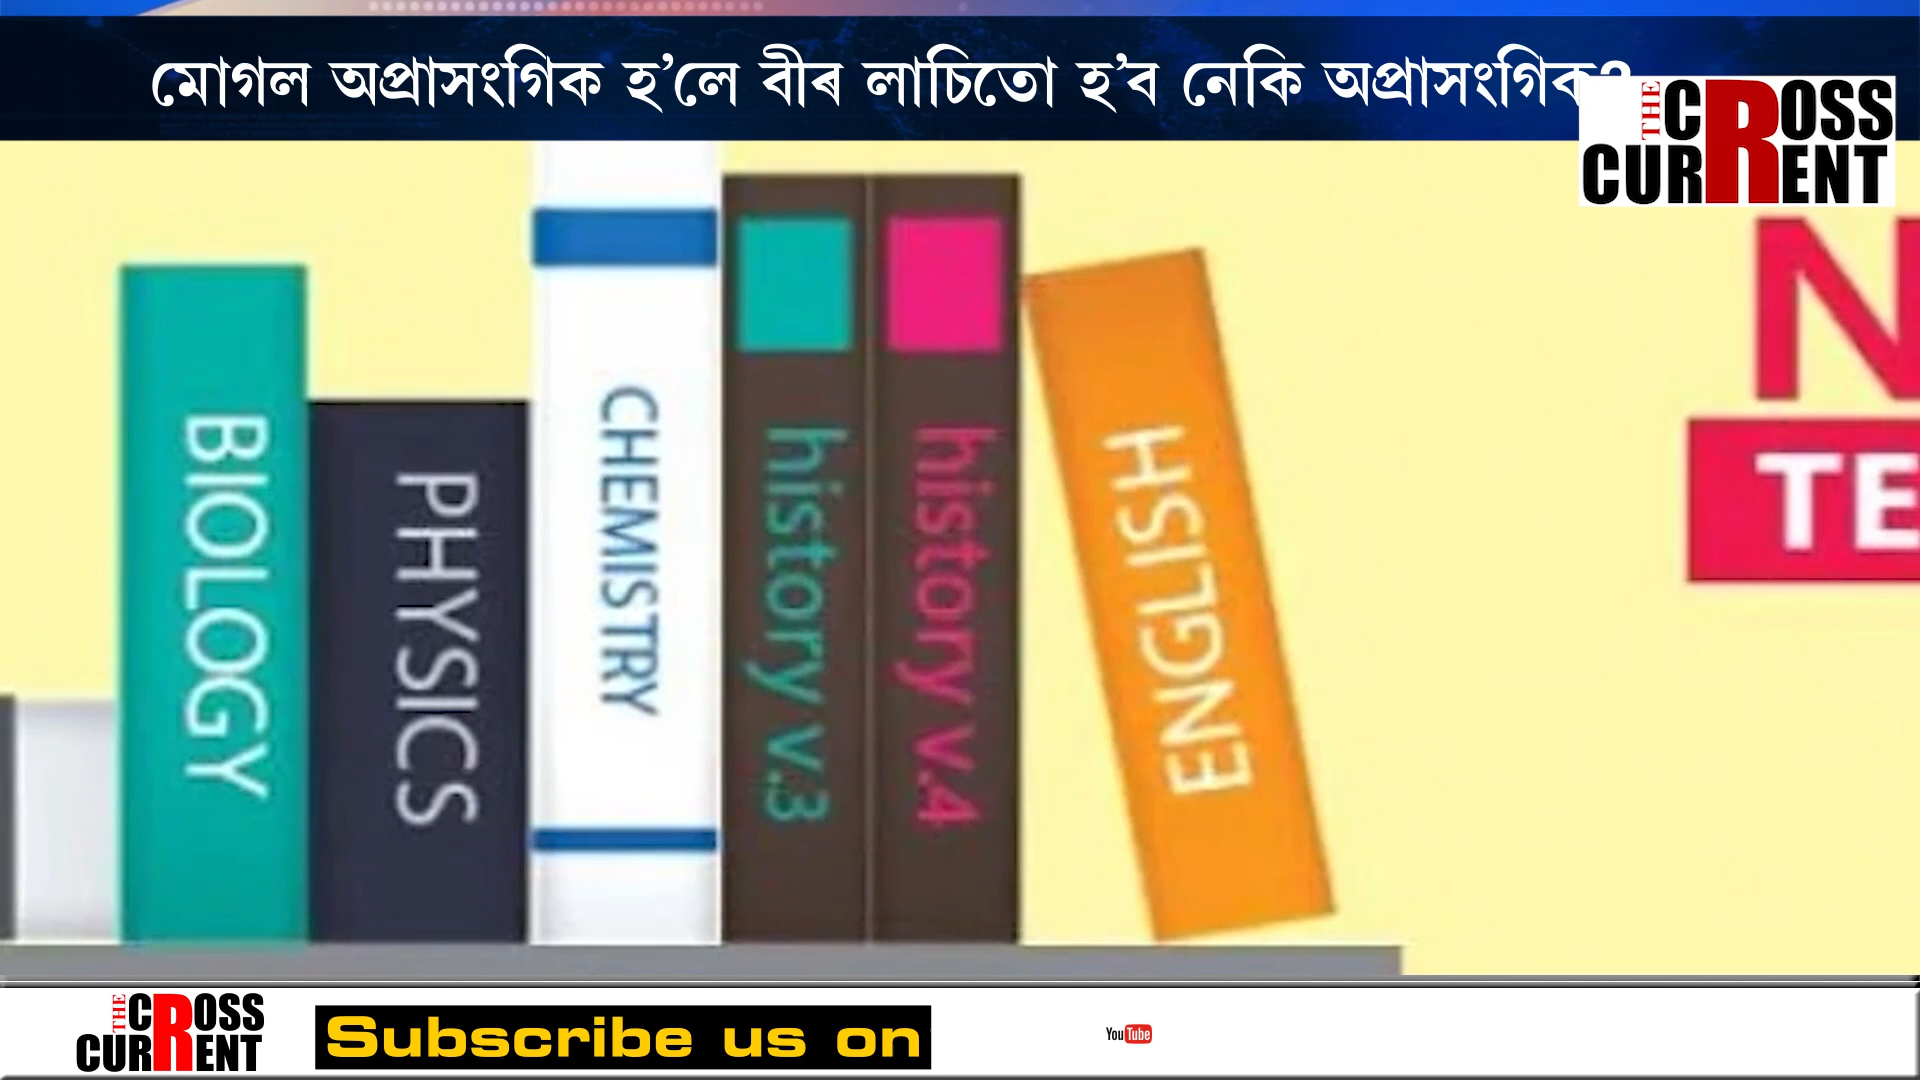 মোগল অপ্ৰাসংগিক হ'লে বীৰ লাচিতো হ'ব নেকি অপ্ৰাসংগিক?
THE CROSS CURRENT
N
TE
BIOLOGY
PHYSICS
CHEMISTRY
history v.3
history v.4
ENGLISH
THE CROSS CURRENT
Subscribe us on
YouTube